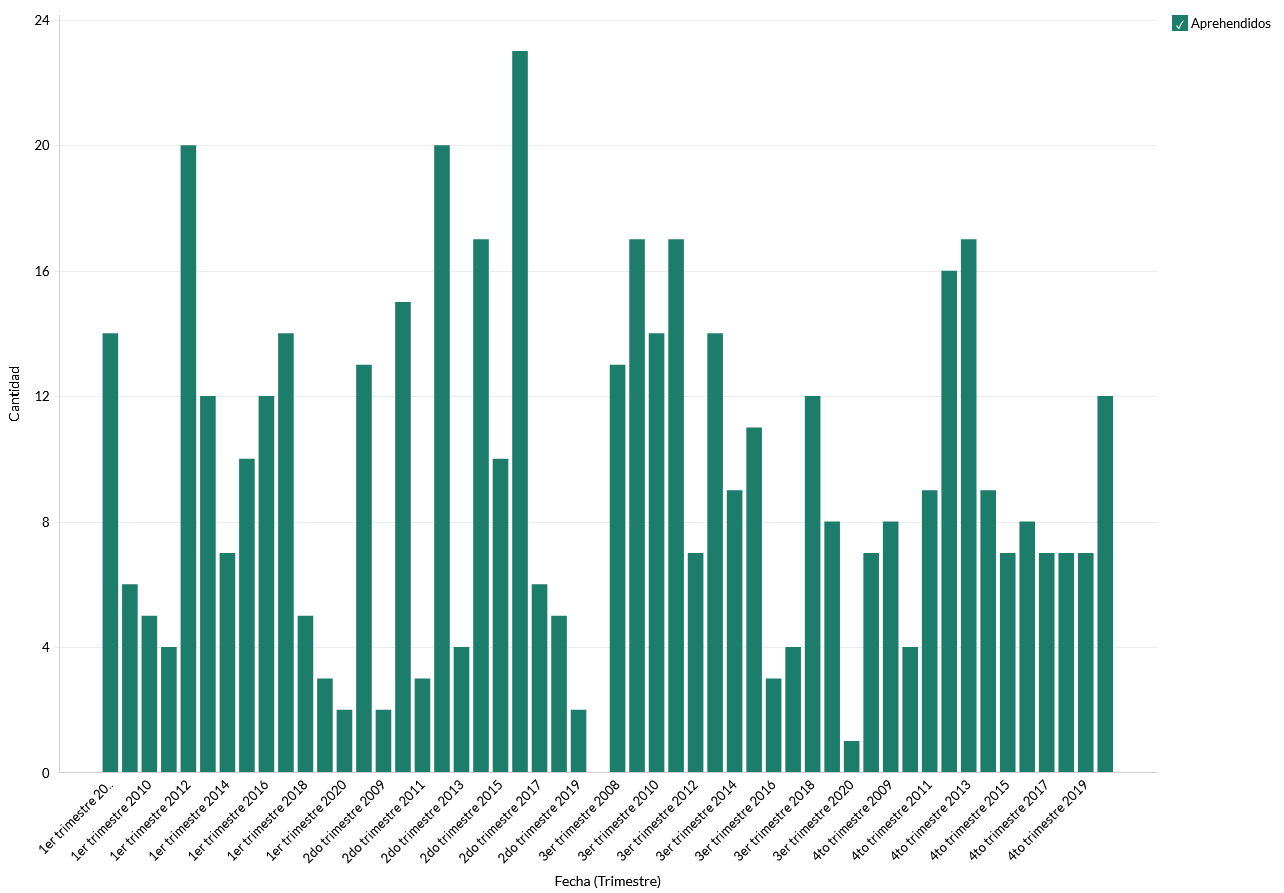 24
20
16
12
8
4
0
Cantidad
✓ Aprehendidos
1er trimestre 20..
1er trimestre 2010
1er trimestre 2012
1er trimestre 2014
1er trimestre 2016
1er trimestre 2018
1er trimestre 2020
2do trimestre 2009
2do trimestre 2011
2do trimestre 2013
2do trimestre 2015
2do trimestre 2017
2do trimestre 2019
3er trimestre 2008
3er trimestre 2010
3er trimestre 2012
3er trimestre 2014
3er trimestre 2016
3er trimestre 2018
3er trimestre 2020
4to trimestre 2009
4to trimestre 2011
4to trimestre 2013
4to trimestre 2015
4to trimestre 2017
4to trimestre 2019
Fecha (Trimestre)